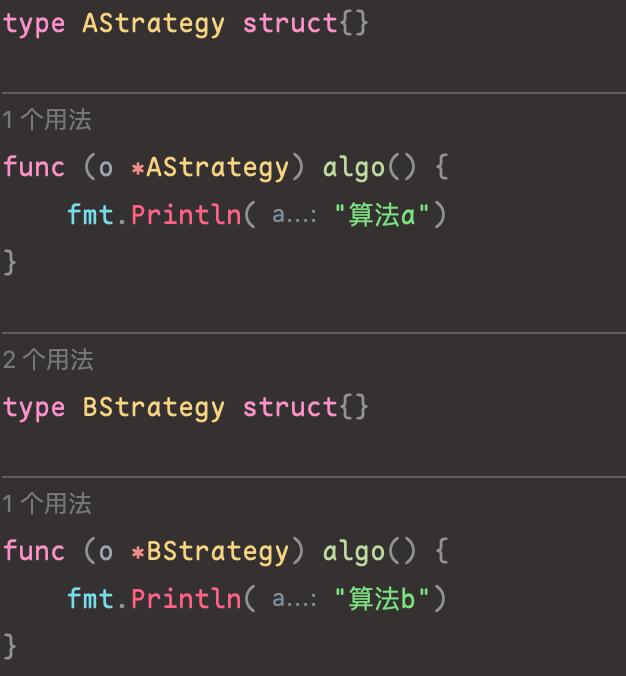 type AStrategy struct{}
1 个用法
func (o *AStrategy) algo() {
    fmt.Println( a...: "算法a")
}
2 个用法
type BStrategy struct{}
1 个用法
func (o *BStrategy) algo() {
    fmt.Println( a...: "算法b")
}